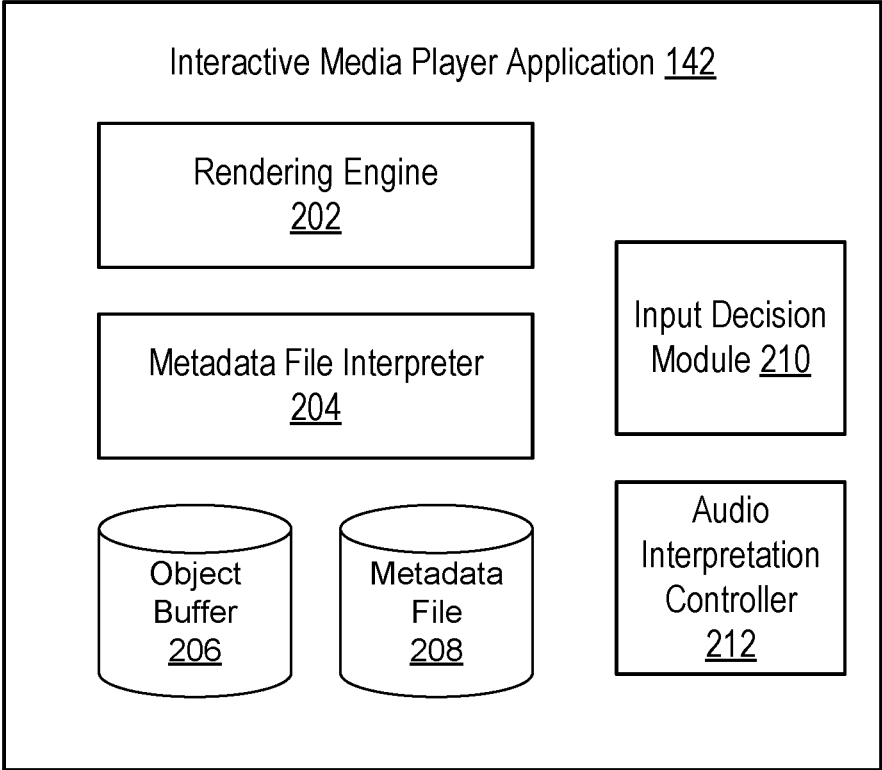 Interactive Media Player Application 142
Rendering Engine
202
Metadata File Interpreter
204
Object
Buffer
206
Metadata
File
208
Input Decision
Module 210
Audio
Interpretation
Controller
212